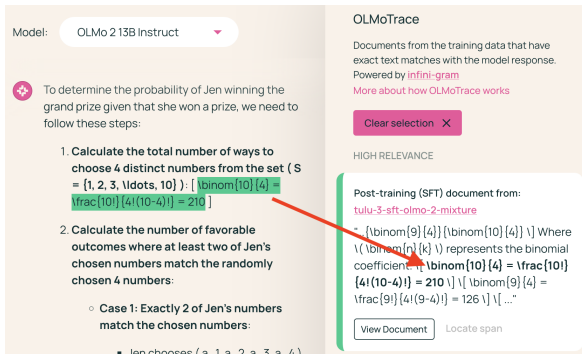 Model:
OLMo 2 13B Instruct
To determine the probability of Jen winning the
grand prize given that she won a prize, we need to
follow these steps:
1. Calculate the total number of ways to
choose 4 distinct numbers from the set ( S
= {1, 2, 3, \ldots, 10} ): [ \binom{10}{4} =
\frac{10!}{4!(10-4)!} = 210 ]
2. Calculate the number of favorable
outcomes where at least two of Jen's
chosen numbers match the randomly
chosen 4 numbers:
Case 1: Exactly 2 of Jen's numbers
match the chosen numbers:
Jen chooses ( a_1, a_2, a_3, a_4 )
OLMoTrace
Documents from the training data that have
exact text matches with the model response.
Powered by infini-gram
More about how OLMoTrace works
Clear selection
HIGH RELEVANCE
Post-training (SFT) document from:
tulu-3-sft-olmo-2-mixture
"...{\binom{9}{4}}{\binom{10}{4}} \] Where
\( \binom{n}{k} \) represents the binomial
coefficient. \[ \binom{10}{4} = \frac{10!}
{4!(10-4)!} = 210 \] \[ \binom{9}{4} =
\frac{9!}{4!(9-4)!} = 126 \] \[ ..."
View Document
Locate span